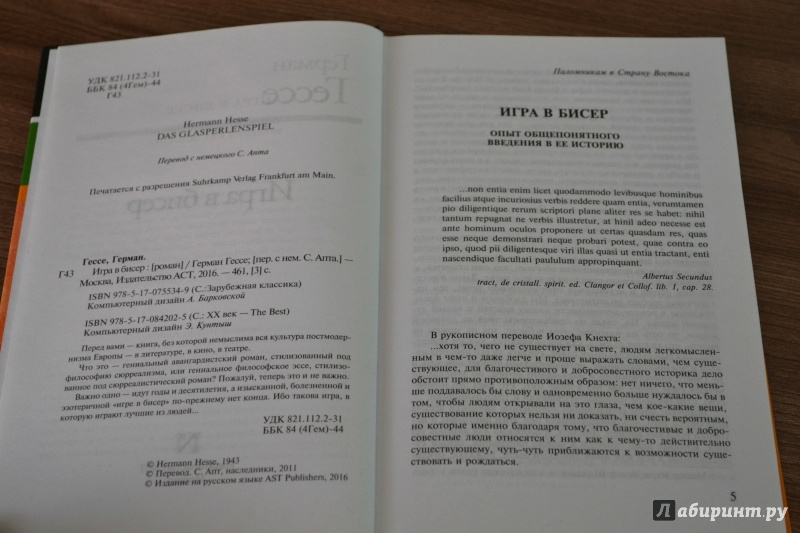 УДК 821.112.2-31
ББК 84 (4Гем)-44
Г43
Hermann Hesse
DAS GLASPERLENSPIEL
Перевод с немецкого С. Апта
Печатается с разрешения Suhrkamp Verlag Frankfurt am Main.
Гессе, Герман.
Г43 Игра в бисер : [роман] / Герман Гессе; [пер. с нем. С. Апта.] —
Москва, Издательство АСТ, 2016. — 461, [3] с.
ISBN 978-5-17-075534-9 (С.:Зарубежная классика)
Компьютерный дизайн А. Барковской
ISBN 978-5-17-084202-5 (С.: XX век — The Best)
Компьютерный дизайн Э. Кунтыш
Перед вами — книга, без которой немыслима вся культура постмодер-
низма Европы — в литературе, в кино, в театре.
Что это — гениальный авангардистский роман, стилизованный под
философию сюрреализма, или гениальное философское эссе, стилизо-
ванное под сюрреалистический роман? Пожалуй, теперь это и не важно.
Важно одно — идут годы и десятилетия, а изысканной, болезненной и
эзотеричной «игре в бисер» по-прежнему нет конца. Ибо такова игра, в
которую играют лучшие из людей...
УДК 821.112.2-31
ББК 84 (4Гем)-44
© Hermann Hesse, 1943
© Перевод. С. Апт, наследники, 2011
© Издание на русском языке AST Publishers, 2016
Герман
Гессе
Игра в бисер
Паломникам в Страну Востока
ИГРА В БИСЕР
ОПЫТ ОБЩЕПОНЯТНОГО
ВВЕДЕНИЯ В ЕЕ ИСТОРИЮ
...non entia enim licet quodammodo levibusque hominibus
facilius atque incuriosius verbis reddere quam entia, verumtamen
pio diligentique rerum scriptori plane aliter res se habet: nihil
tantum repugnat ne verbis illustretur, at hinil adeo necesse est
ante hominum oculos proponere ut certas quasdam res, quas
esse neque demonstrari neque probari potest, quae contra eo
ipso, quod pii diligentesque viri illas quasi ut entia tractant, enti
nascendique facultati paululum appropinquant.
Albertus Secundus
tract, de cristall. spirit. ed. Clangor et Collof. lib. 1, cap. 28.
В рукописном переводе Иозефа Кнехта:
...хотя то, чего не существует на свете, людям легкомыслен-
ным в чем-то даже легче и проще выражать словами, чем суще-
ствующее, для благочестивого и добросовестного историка дело
обстоит прямо противоположным образом: нет ничего, что мень-
ше поддавалось бы слову и одновременно больше нуждалось бы в
том, чтобы людям открывали на это глаза, чем кое-какие вещи,
существование которых нельзя ни доказать, ни счесть вероятным,
но которые именно благодаря тому, что благочестивые и добро-
совестные люди относятся к ним как к чему-то действительно
существующему, чуть-чуть приближаются к возможности суще-
ствовать и рождаться.
5
Лабиринт.ру